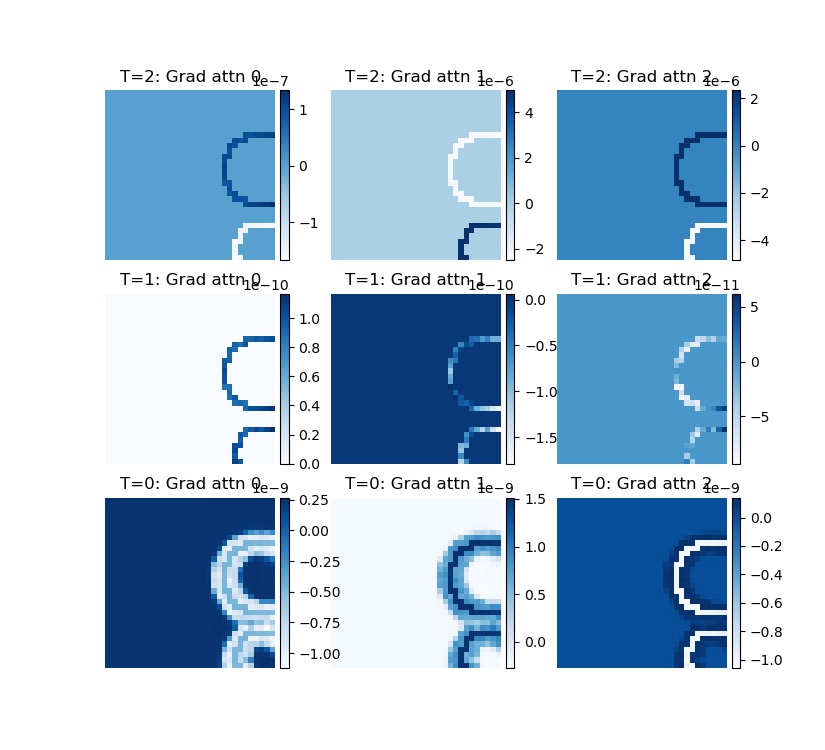 T=2: Grad attn 0
1e−7
T=2: Grad attn 1
1e−6
T=2: Grad attn 2
1e−6
1
0
−1
4
2
0
−2
2
0
−2
−4
T=1: Grad attn 0
1e−10
T=1: Grad attn 1
1e−10
T=1: Grad attn 2
1e−11
1.0
0.8
0.6
0.4
0.2
0.0
0.0
−0.5
−1.0
−1.5
5
0
−5
T=0: Grad attn 0
1e−9
T=0: Grad attn 1
1e−9
T=0: Grad attn 2
1e−9
0.25
0.00
−0.25
−0.50
−0.75
−1.00
1.5
1.0
0.5
0.0
0.0
−0.2
−0.4
−0.6
−0.8
−1.0